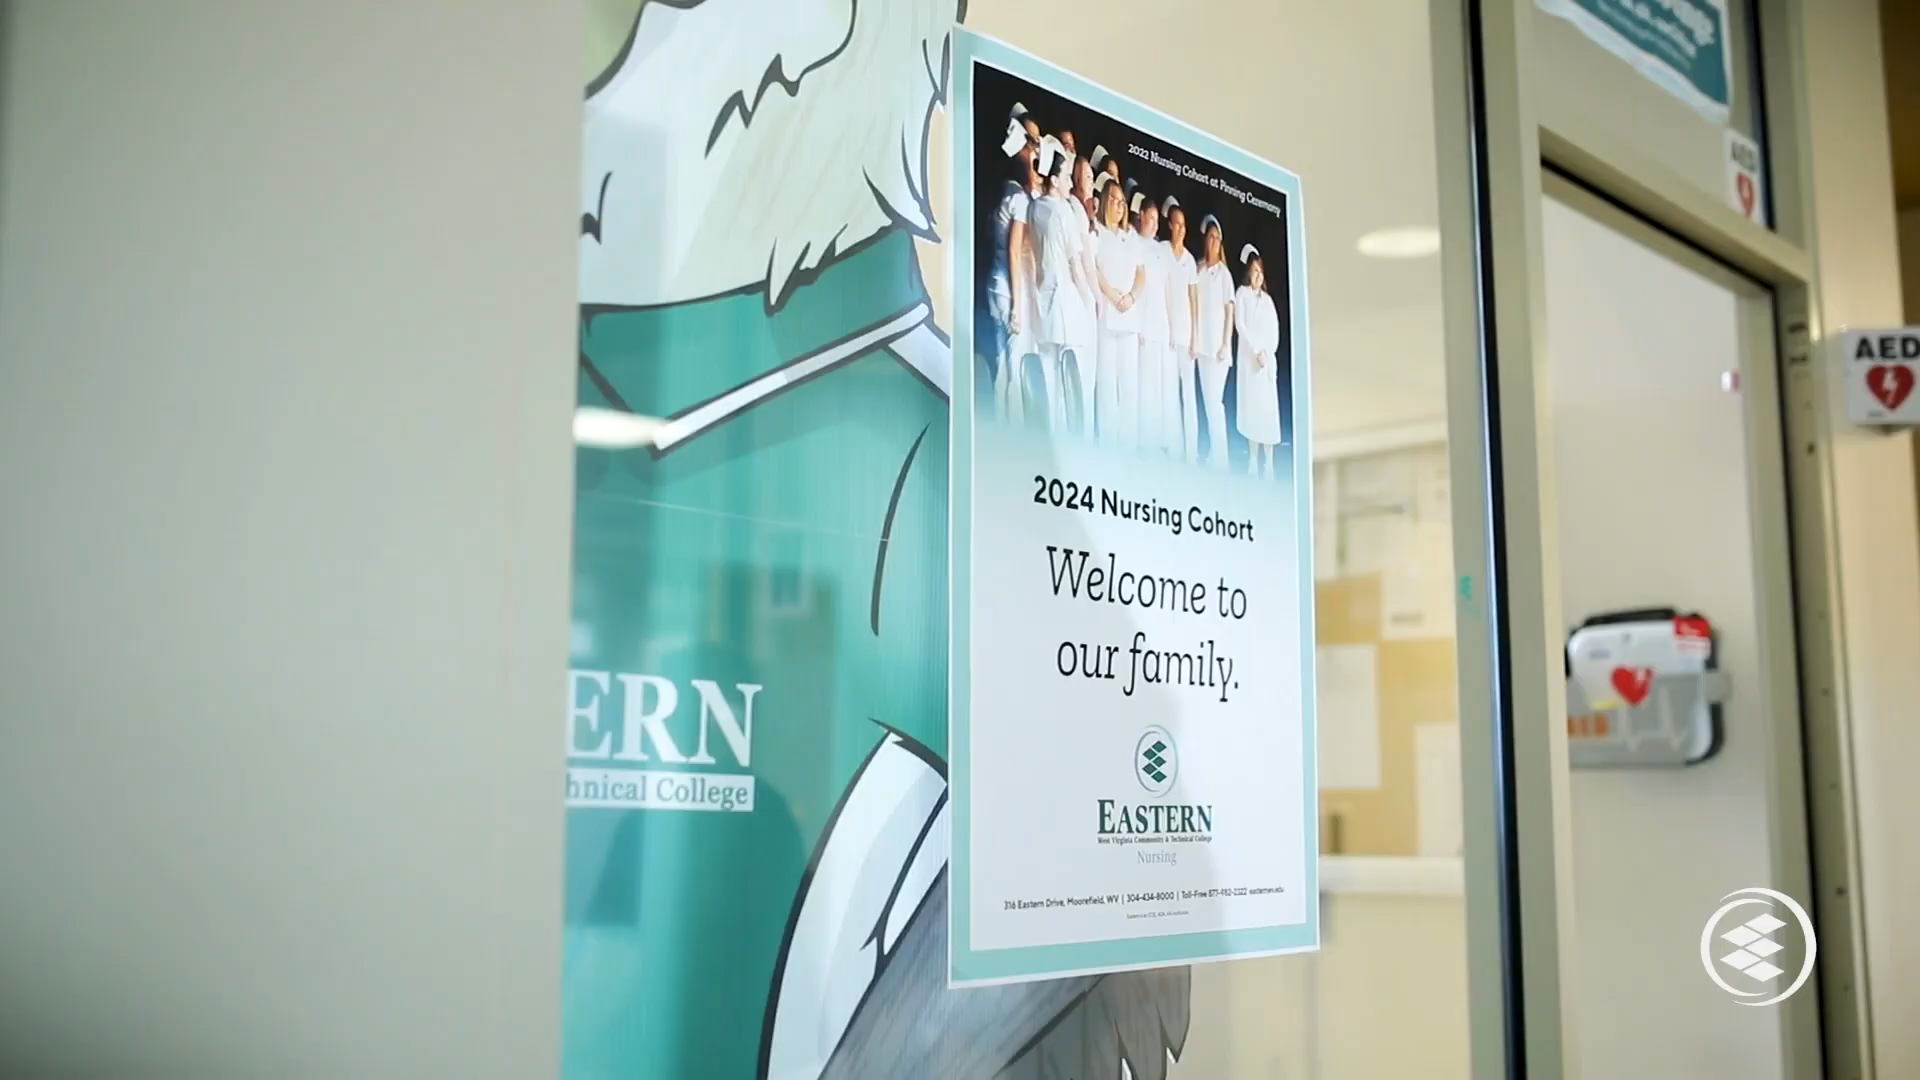 2022 Nursing Cohort at Pinning Ceremony
2024 Nursing Cohort
Welcome to
our family.
EASTERN
West Virginia Community & Technical College
Nursing
316 Eastern Drive, Moorefield, WV | 304-434-8000 | Toll-Free 877-982-2322 easternwv.edu
ERN
hnical College
AED
AED
AED